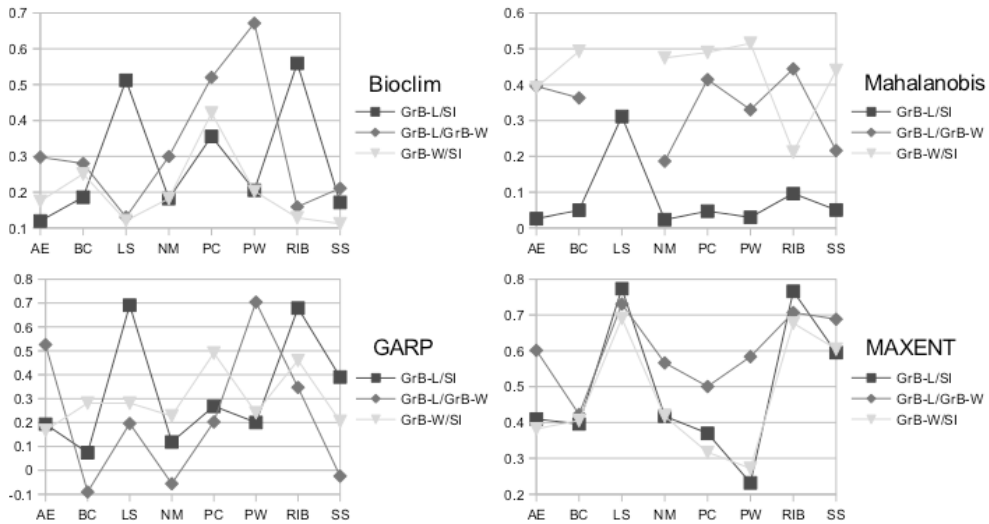 0.7
0.6
0.5
0.4
0.3
0.2
0.1
AE BC LS NM PC PW RIB SS
Bioclim
GrB-L/SI
GrB-L/GrB-W
GrB-W/SI
0.6
0.5
0.4
0.3
0.2
0.1
0
AE BC LS NM PC PW RIB SS
Mahalanobis
GrB-L/SI
GrB-L/GrB-W
GrB-W/SI
0.8
0.7
0.6
0.5
0.4
0.3
0.2
0.1
0
-0.1
AE BC LS NM PC PW RIB SS
GARP
GrB-L/SI
GrB-L/GrB-W
GrB-W/SI
0.8
0.7
0.6
0.5
0.4
0.3
0.2
AE BC LS NM PC PW RIB SS
MAXENT
GrB-L/SI
GrB-L/GrB-W
GrB-W/SI